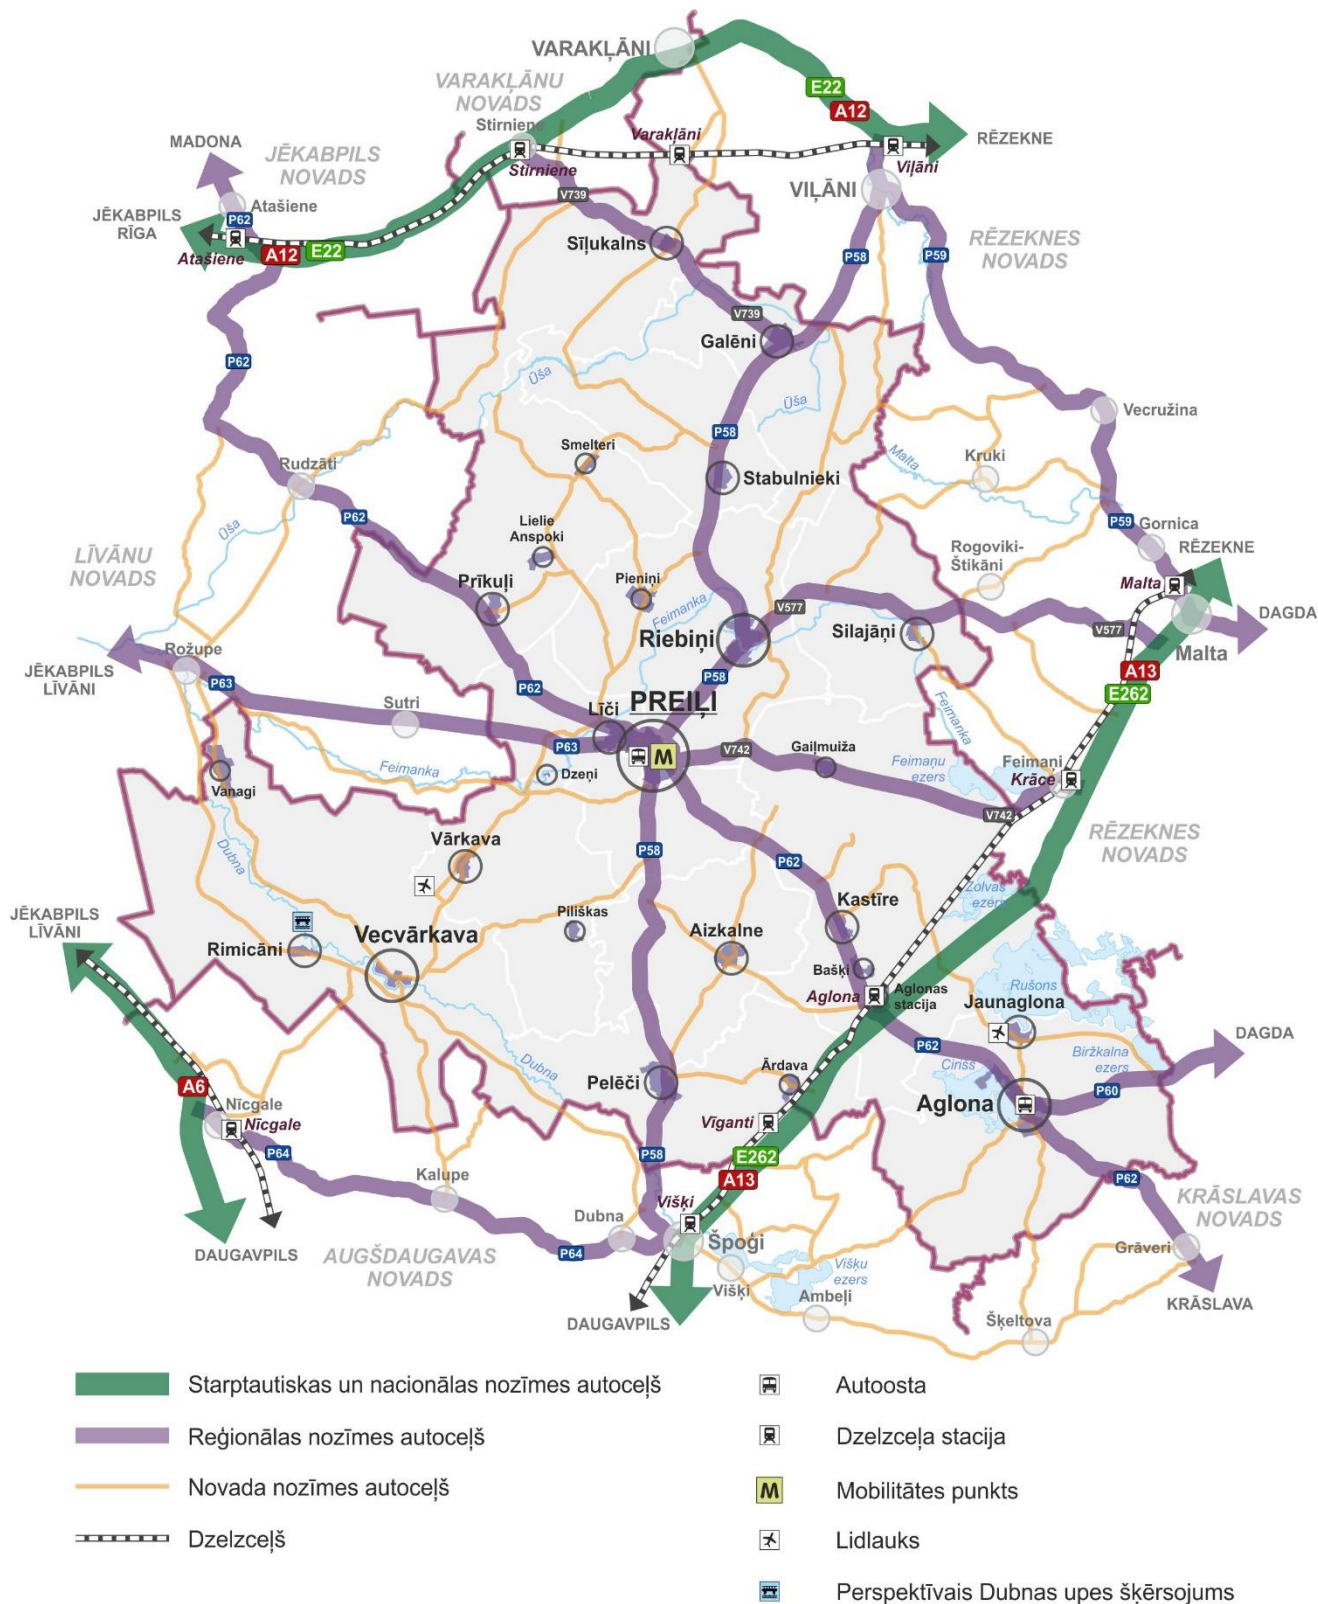 VARAKĻĀNI
E22
A12
VARAKĻĀNU
NOVADS
Stirniene
Varakļāni
RĒZEKNE
MADONA
JĒKABPILS
NOVADS
Stirniene
Viļāni
V739
VIĻĀNI
Atašiene
P62
JĒKABPILS
RĪGA
Atašiene
A12
E22
Sīļukalns
P58
P59
RĒZEKNES
NOVADS
V739
Galēni
P62
Ūša
Ūša
Vecružina
P58
Smelteri
Malta
Kruki
Rudzāti
Stabulnieki
P62
P59
Gornica
Ūša
Lielie
Anspoki
Rogoviki-
Štikāni
RĒZEKNE
LĪVĀNU
NOVADS
Prīkuļi
Pieniņi
Malta
Feimanka
V577
DAGDA
Riebiņi
Silajāņi
V577
Malta
Rožupe
JĒKABPILS
LĪVĀNI
P63
P62
P58
A13
E262
Sutri
Līči
PREIĻI
Feimanka
P63
M
V742
Gaiļmuiža
Feimaņu
ezers
Feimaņi
Krāce
Feimanka
Dzeņi
Vanagi
V742
Dubna
Vārkava
P58
P62
RĒZEKNES
NOVADS
JĒKABPILS
LĪVĀNI
Zolvas
ezers
Piliškas
Kastīre
Rimicāni
Vecvārkava
Aizkalne
Bašķi
Aglona
Aglonas
stacija
Rušons
Jaunaglona
DAGDA
P62
Dubna
Biržkalna
ezers
Cirišs
P60
A6
Pelēči
Ārdava
Aglona
Nīcgale
Nīcgale
Vīganti
P64
P58
E262
A13
P62
Kalupe
Višķi
KRĀSLAVAS
NOVADS
Dubna
Špoģi
Grāveri
DAUGAVPILS
AUGŠDAUGAVAS
NOVADS
P64
Višķi
Višķu
ezers
Ambeļi
KRĀSLAVA
DAUGAVPILS
Šķeltova
Starptautiskas un nacionālas nozīmes autoceļš
Autoosta
Reģionālas nozīmes autoceļš
Dzelzceļa stacija
Novada nozīmes autoceļš
M
Mobilitātes punkts
Dzelzceļš
Lidlauks
Perspektīvais Dubnas upes šķērsojums